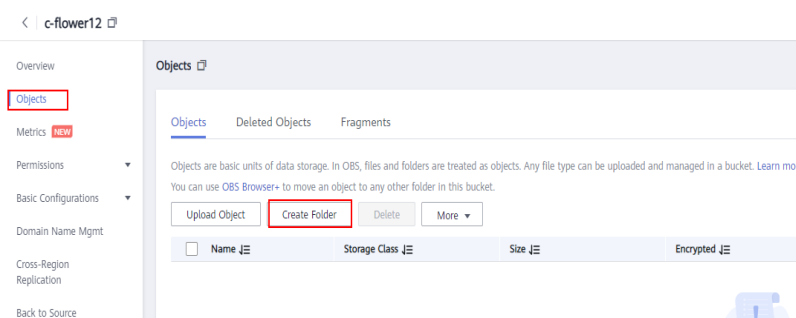 c-flower12
Overview
Objects
Objects
Metrics NEW
Objects Deleted Objects Fragments
Permissions
Objects are basic units of data storage. In OBS, files and folders are treated as objects. Any file type can be uploaded and managed in a bucket. Learn mo
You can use OBS Browser+ to move an object to any other folder in this bucket.
Basic Configurations
Upload Object Create Folder Delete More
Domain Name Mgmt
Name Storage Class Size Encrypted
Cross-Region
Replication
Back to Source